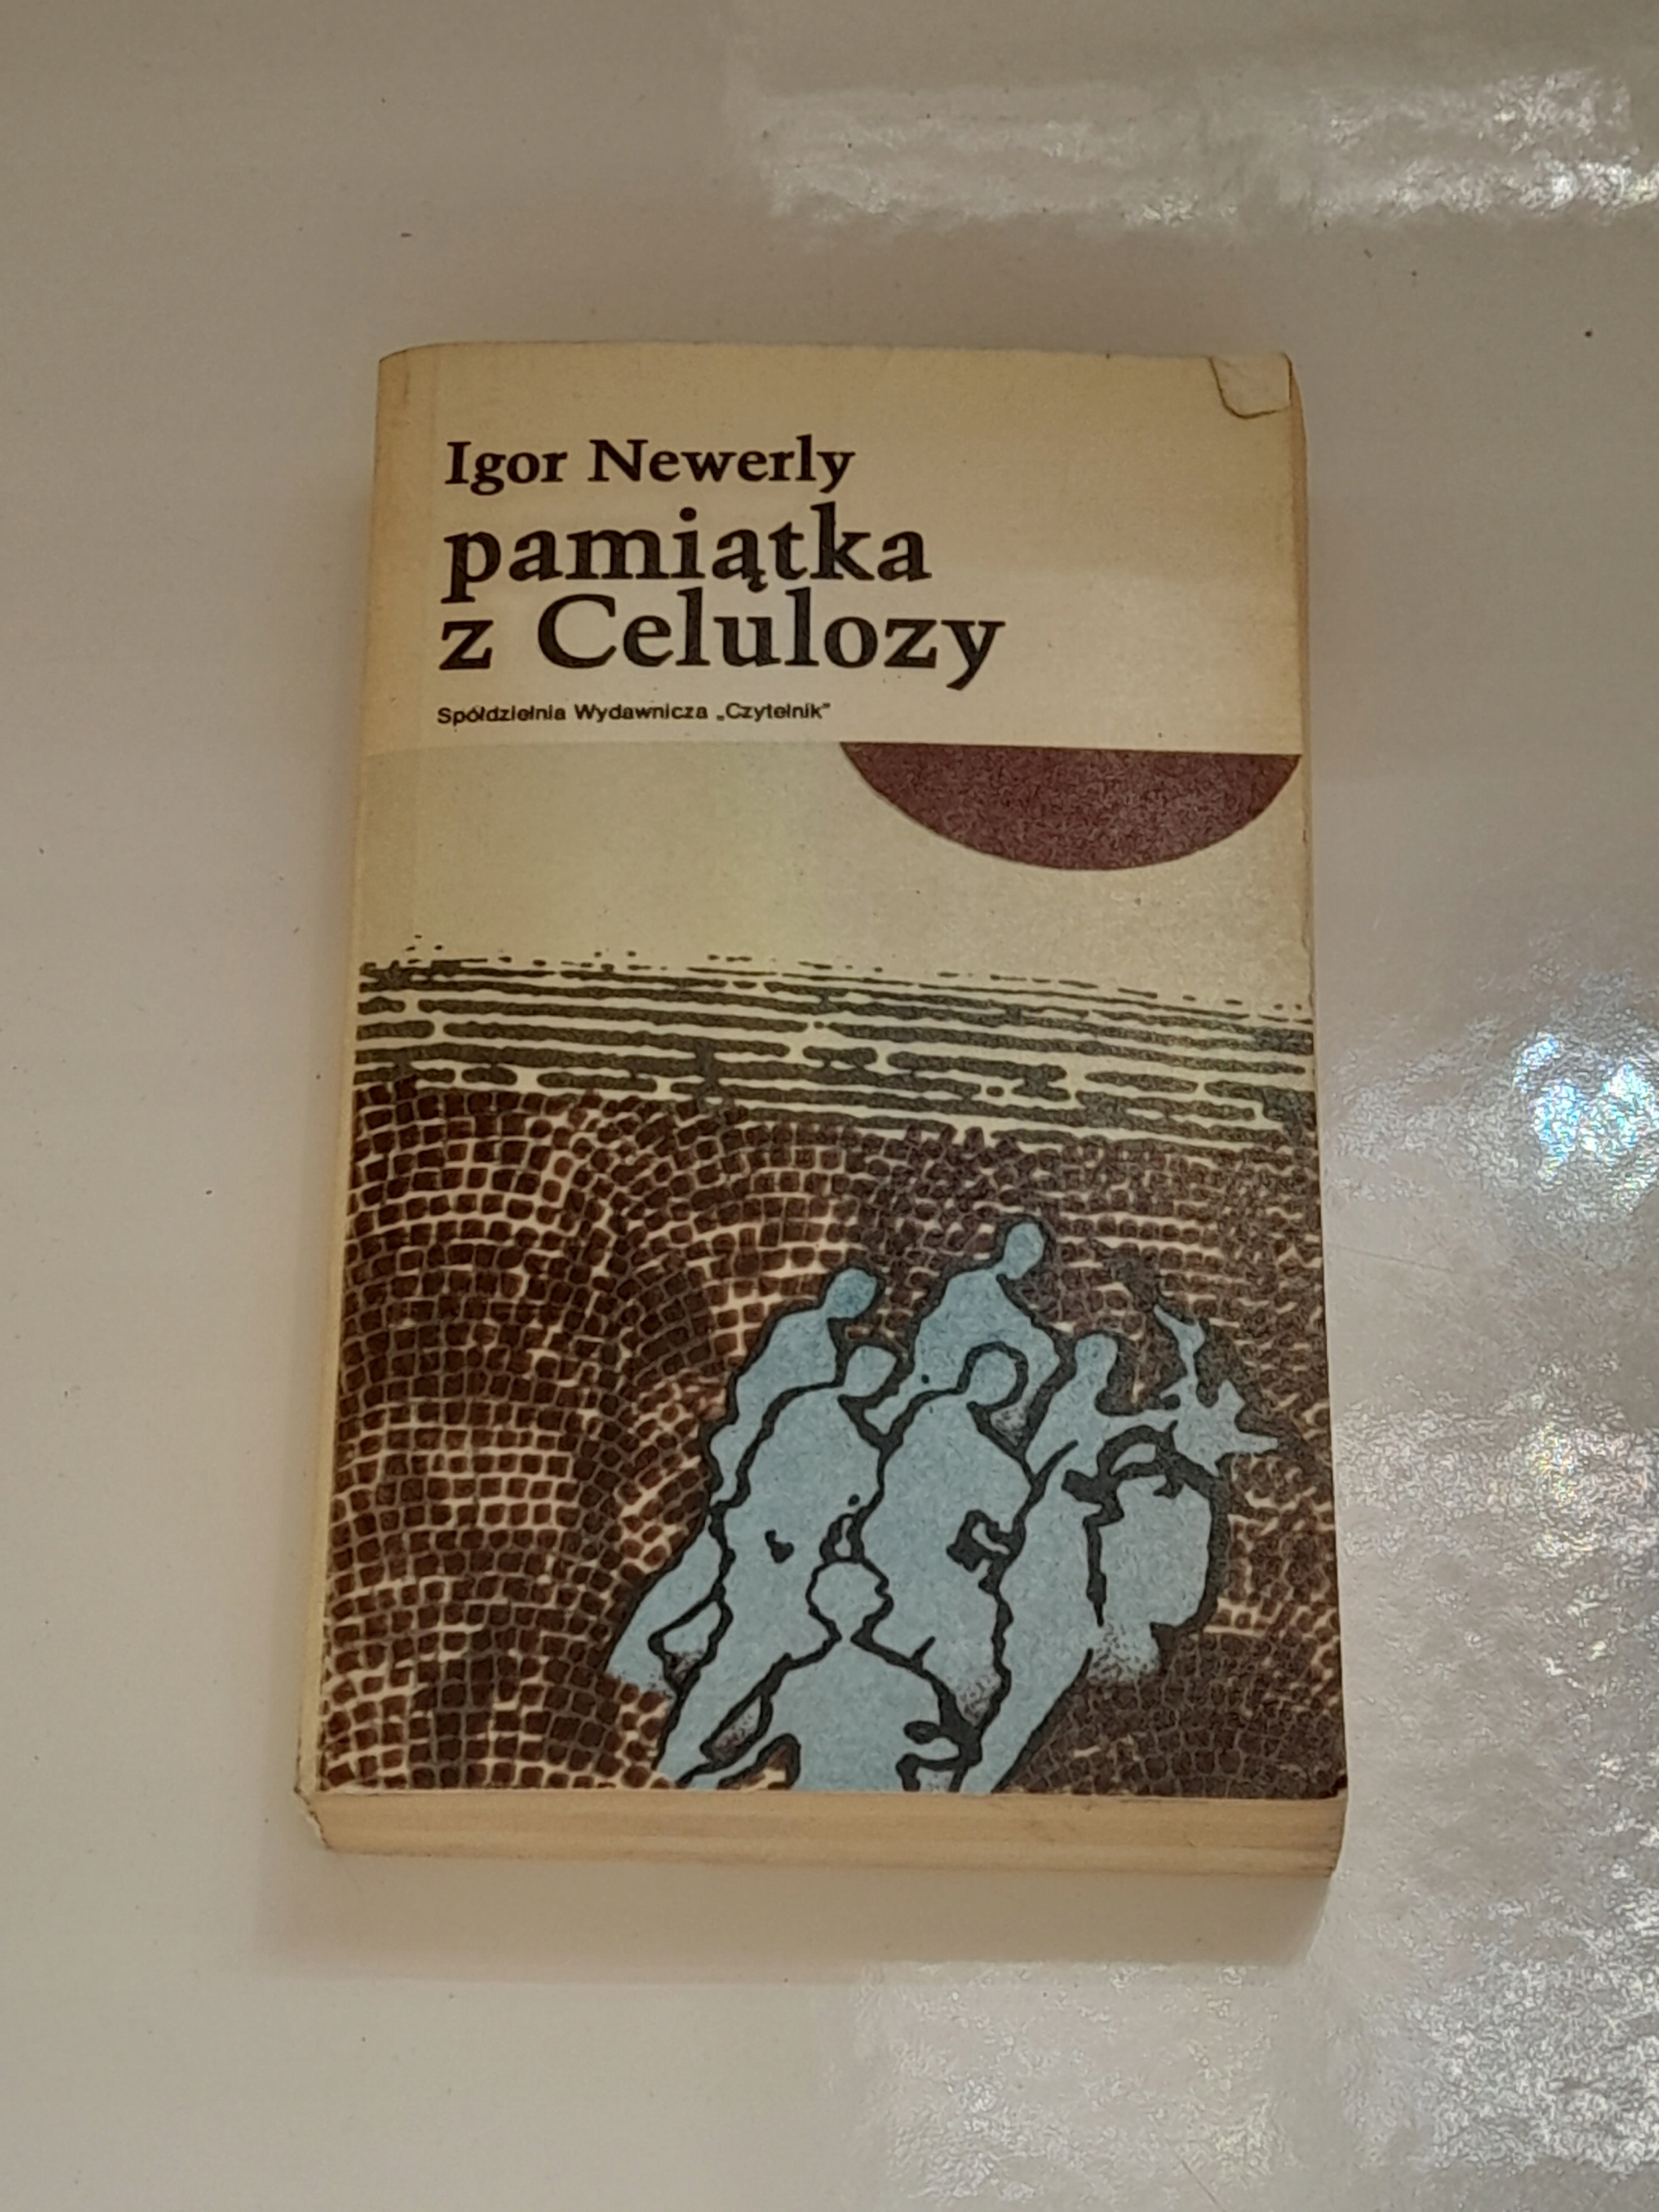 Igor Newerly
pamiątka
z Celulozy
Spółdzielnia Wydawnicza „Czytelnik”